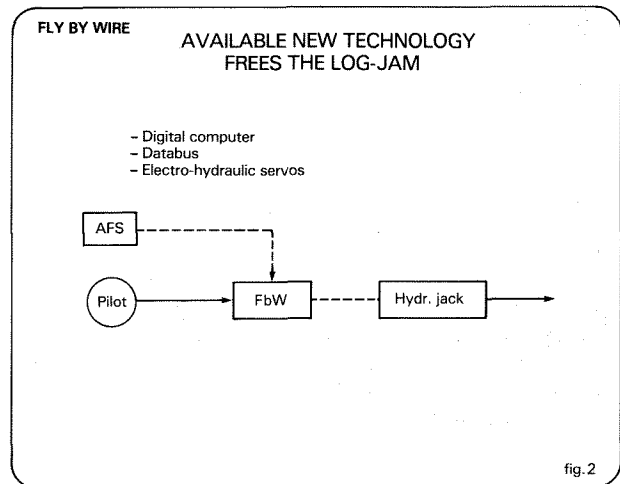 FLY BY WIRE
AVAILABLE NEW TECHNOLOGY
FREES THE LOG-JAM
- Digital computer
- Databus
- Electro-hydraulic servos
AFS
Pilot
FbW
Hydr. jack
fig.2